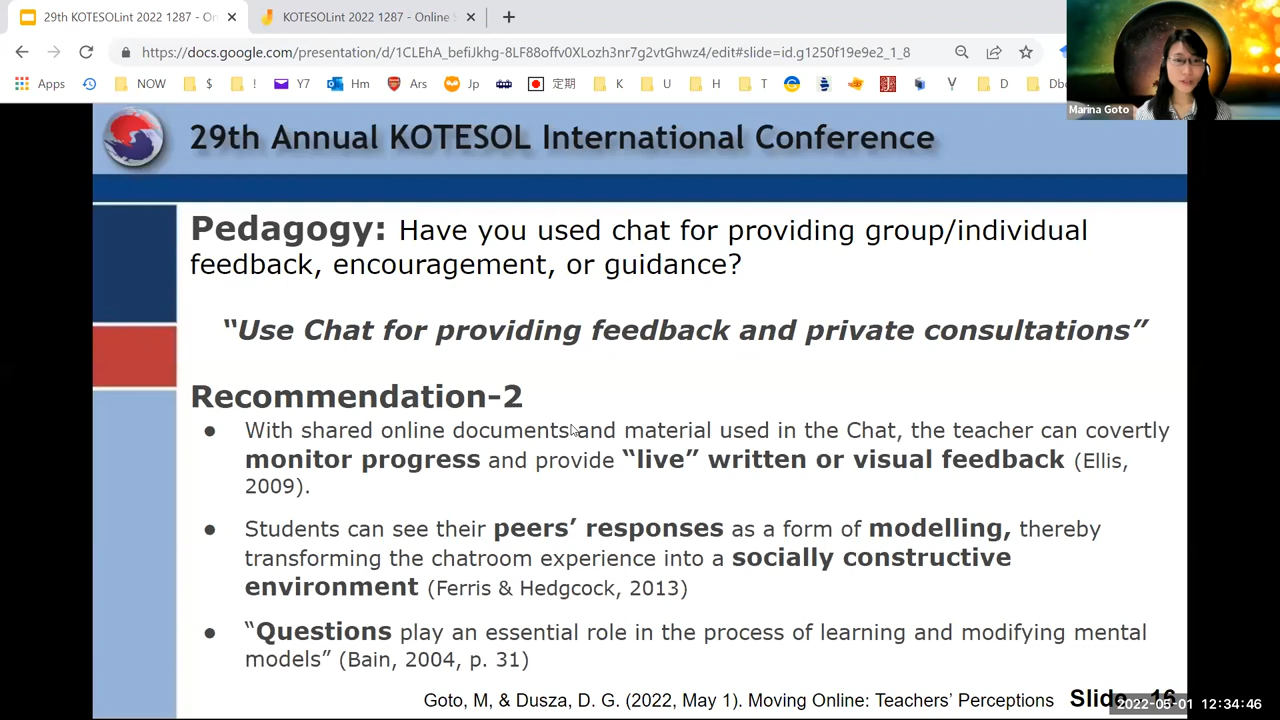 29th KOTESOLint 2022 1287 - On
KOTESOLint 2022 1287 - Online
https://docs.google.com/presentation/d/1CLEhA_befiJkhg-8LF88offv0XLozh3nr7g2vtGhwz4/edit#slide=id.g1250f19e9e2_1_8
Apps NOW $ ! Y7 Hm Ars Jp 定期 K U H T D
Marina Goto
29th Annual KOTESOL International Conference
Pedagogy: Have you used chat for providing group/individual
feedback, encouragement, or guidance?
“Use Chat for providing feedback and private consultations”
Recommendation-2
● With shared online documents and material used in the Chat, the teacher can covertly
monitor progress and provide “live” written or visual feedback (Ellis,
2009).
● Students can see their peers’ responses as a form of modelling, thereby
transforming the chatroom experience into a socially constructive
environment (Ferris & Hedgcock, 2013)
● “Questions play an essential role in the process of learning and modifying mental
models” (Bain, 2004, p. 31)
Goto, M, & Dusza, D. G. (2022, May 1). Moving Online: Teachers’ Perceptions Slide 16
2022-05-01 12:34:46